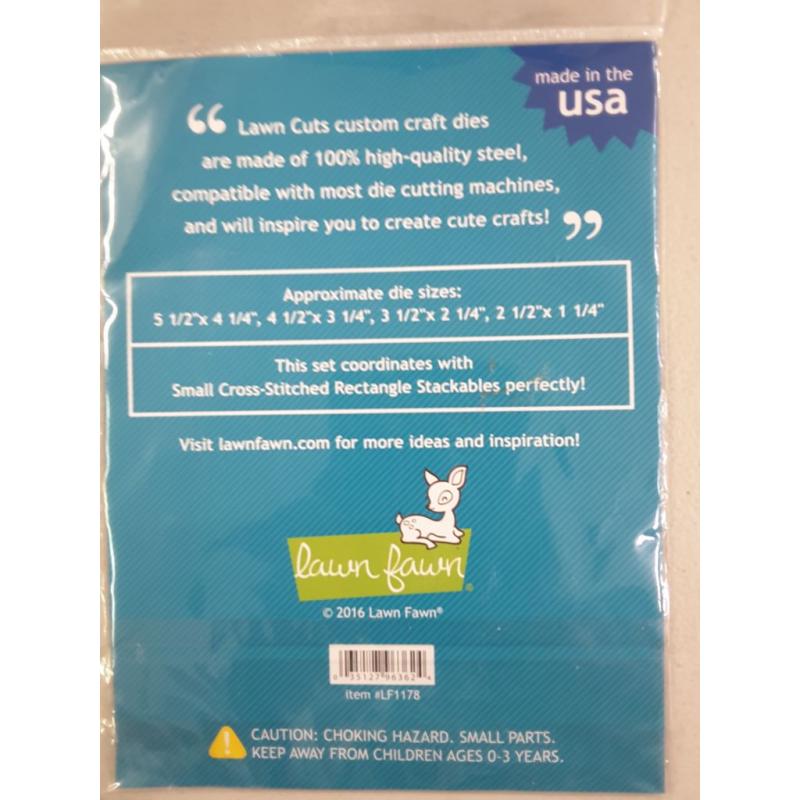 made in the
usa
“ Lawn Cuts custom craft dies
are made of 100% high-quality steel,
compatible with most die cutting machines,
and will inspire you to create cute crafts! ”
Approximate die sizes:
5 1/2"x 4 1/4", 4 1/2"x 3 1/4", 3 1/2"x 2 1/4", 2 1/2"x 1 1/4"
This set coordinates with
Small Cross-Stitched Rectangle Stackables perfectly!
Visit lawnfawn.com for more ideas and inspiration!
lawn fawn®
© 2016 Lawn Fawn®
0 35127 96362 4
item #LF1178
CAUTION: CHOKING HAZARD. SMALL PARTS.
KEEP AWAY FROM CHILDREN AGES 0-3 YEARS.